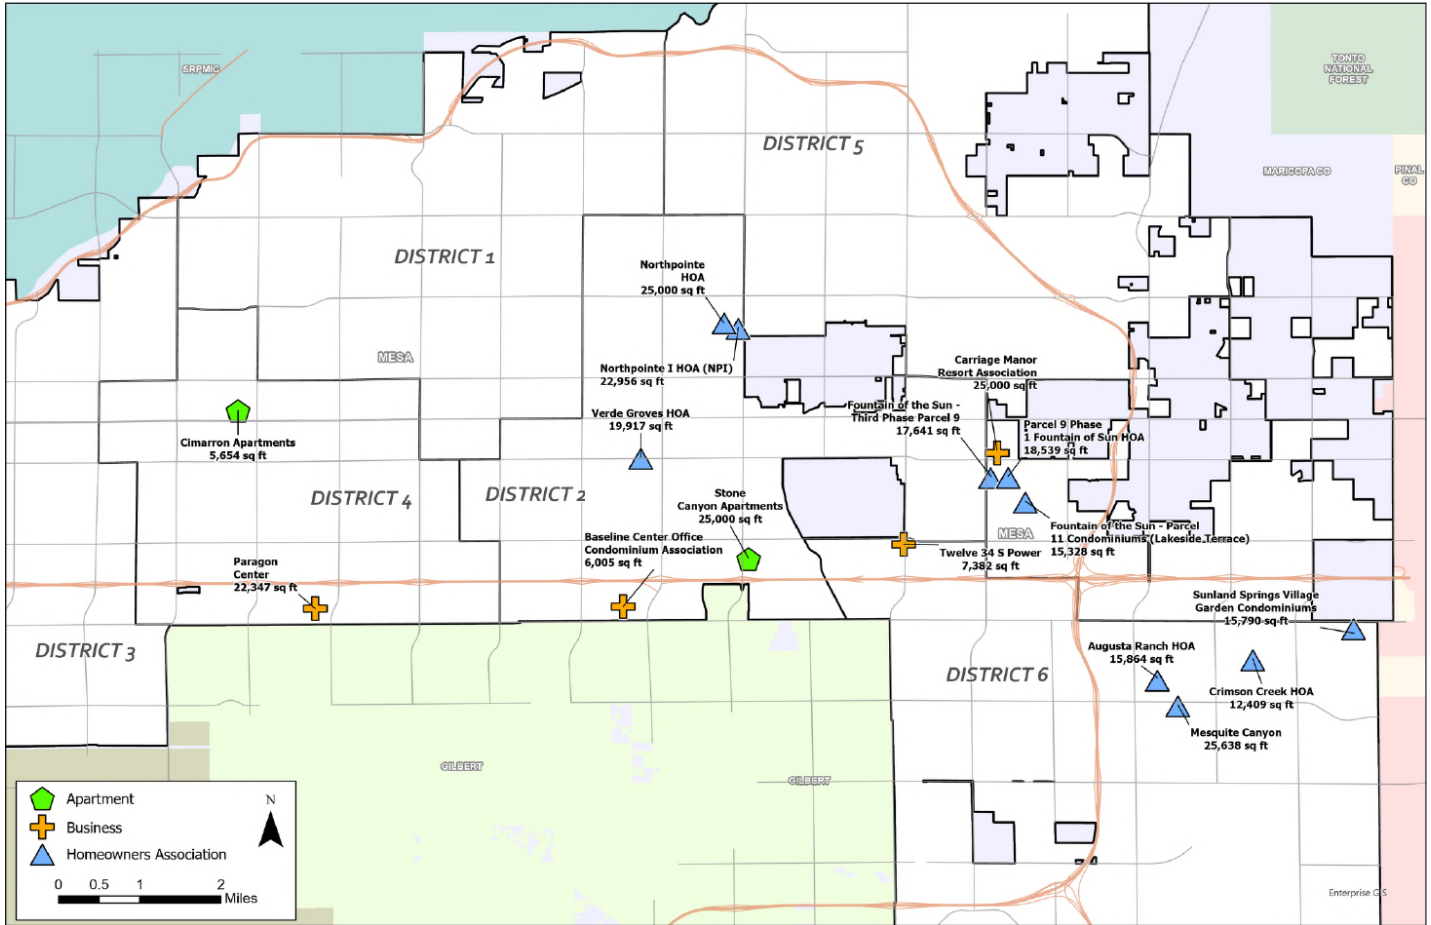 SRPMIC
TONTO
NATIONAL
FOREST
DISTRICT 5
MARICOPA CO
PINAL
CO
DISTRICT 1
Northpointe
HOA
25,000 sq ft
MESA
Northpointe I HOA (NPI)
22,956 sq ft
Carriage Manor
Resort Association
25,000 sq ft
Verde Groves HOA
19,917 sq ft
Fountain of the Sun -
Third Phase Parcel 9
17,641 sq ft
Parcel 9 Phase
1 Fountain of Sun HOA
18,539 sq ft
Cimarron Apartments
5,654 sq ft
DISTRICT 4
DISTRICT 2
Stone
Canyon Apartments
25,000 sq ft
Baseline Center Office
Condominium Association
6,005 sq ft
MESA
Fountain of the Sun - Parcel
11 Condominiums (Lakeside Terrace)
15,328 sq ft
Twelve 34 S Power
7,382 sq ft
Paragon
Center
22,347 sq ft
Sunland Springs Village
Garden Condominiums
15,790 sq ft
DISTRICT 3
DISTRICT 6
Augusta Ranch HOA
15,864 sq ft
Crimson Creek HOA
12,409 sq ft
Mesquite Canyon
25,638 sq ft
GILBERT
GILBERT
Apartment
Business
Homeowners Association
N
0 0.5 1 2
Miles
Enterprise GIS